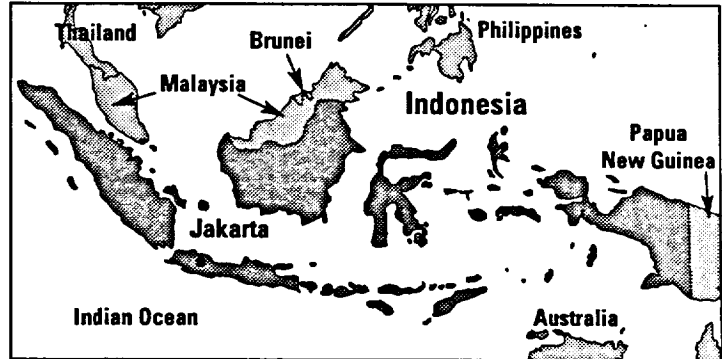 Thailand
Philippines
Brunei
Malaysia
Indonesia
Papua
New Guinea
Jakarta
Indian Ocean
Australia